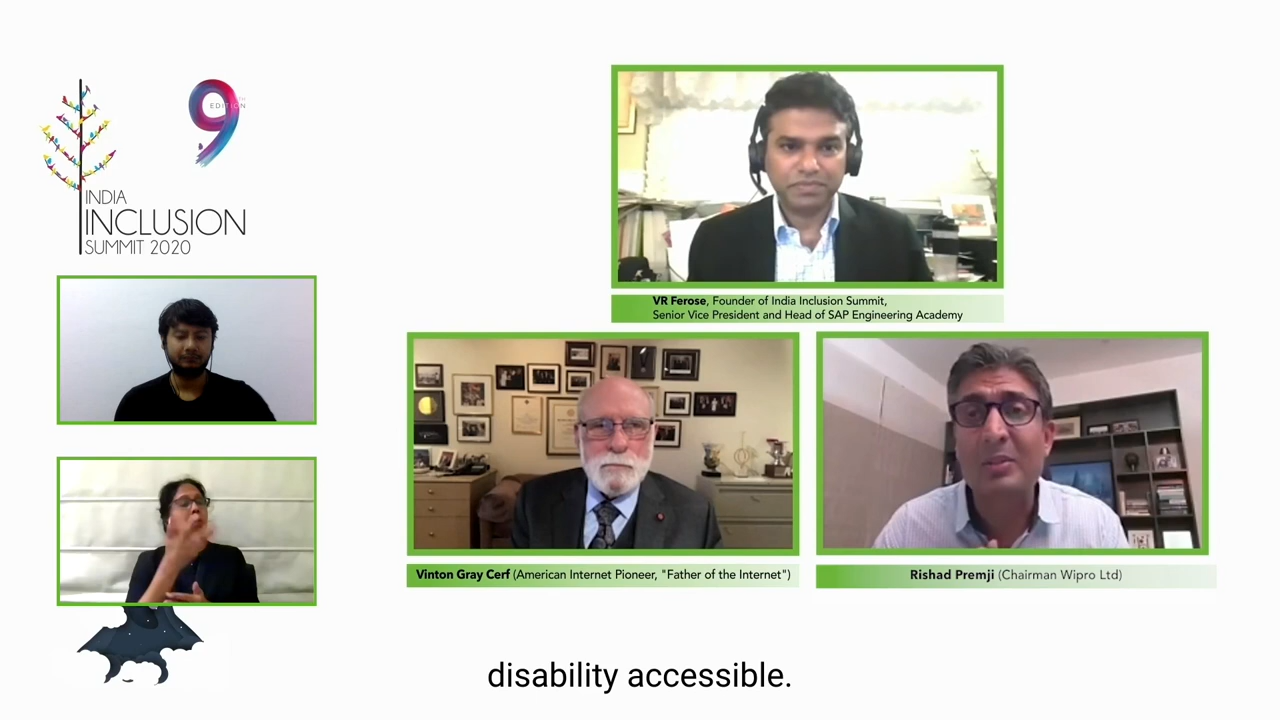 9
EDITION
INDIA
INCLUSION
SUMMIT 2020
VR Ferose, Founder of India Inclusion Summit,
Senior Vice President and Head of SAP Engineering Academy
Vinton Gray Cerf (American Internet Pioneer, "Father of the Internet")
Rishad Premji (Chairman Wipro Ltd)
disability accessible.